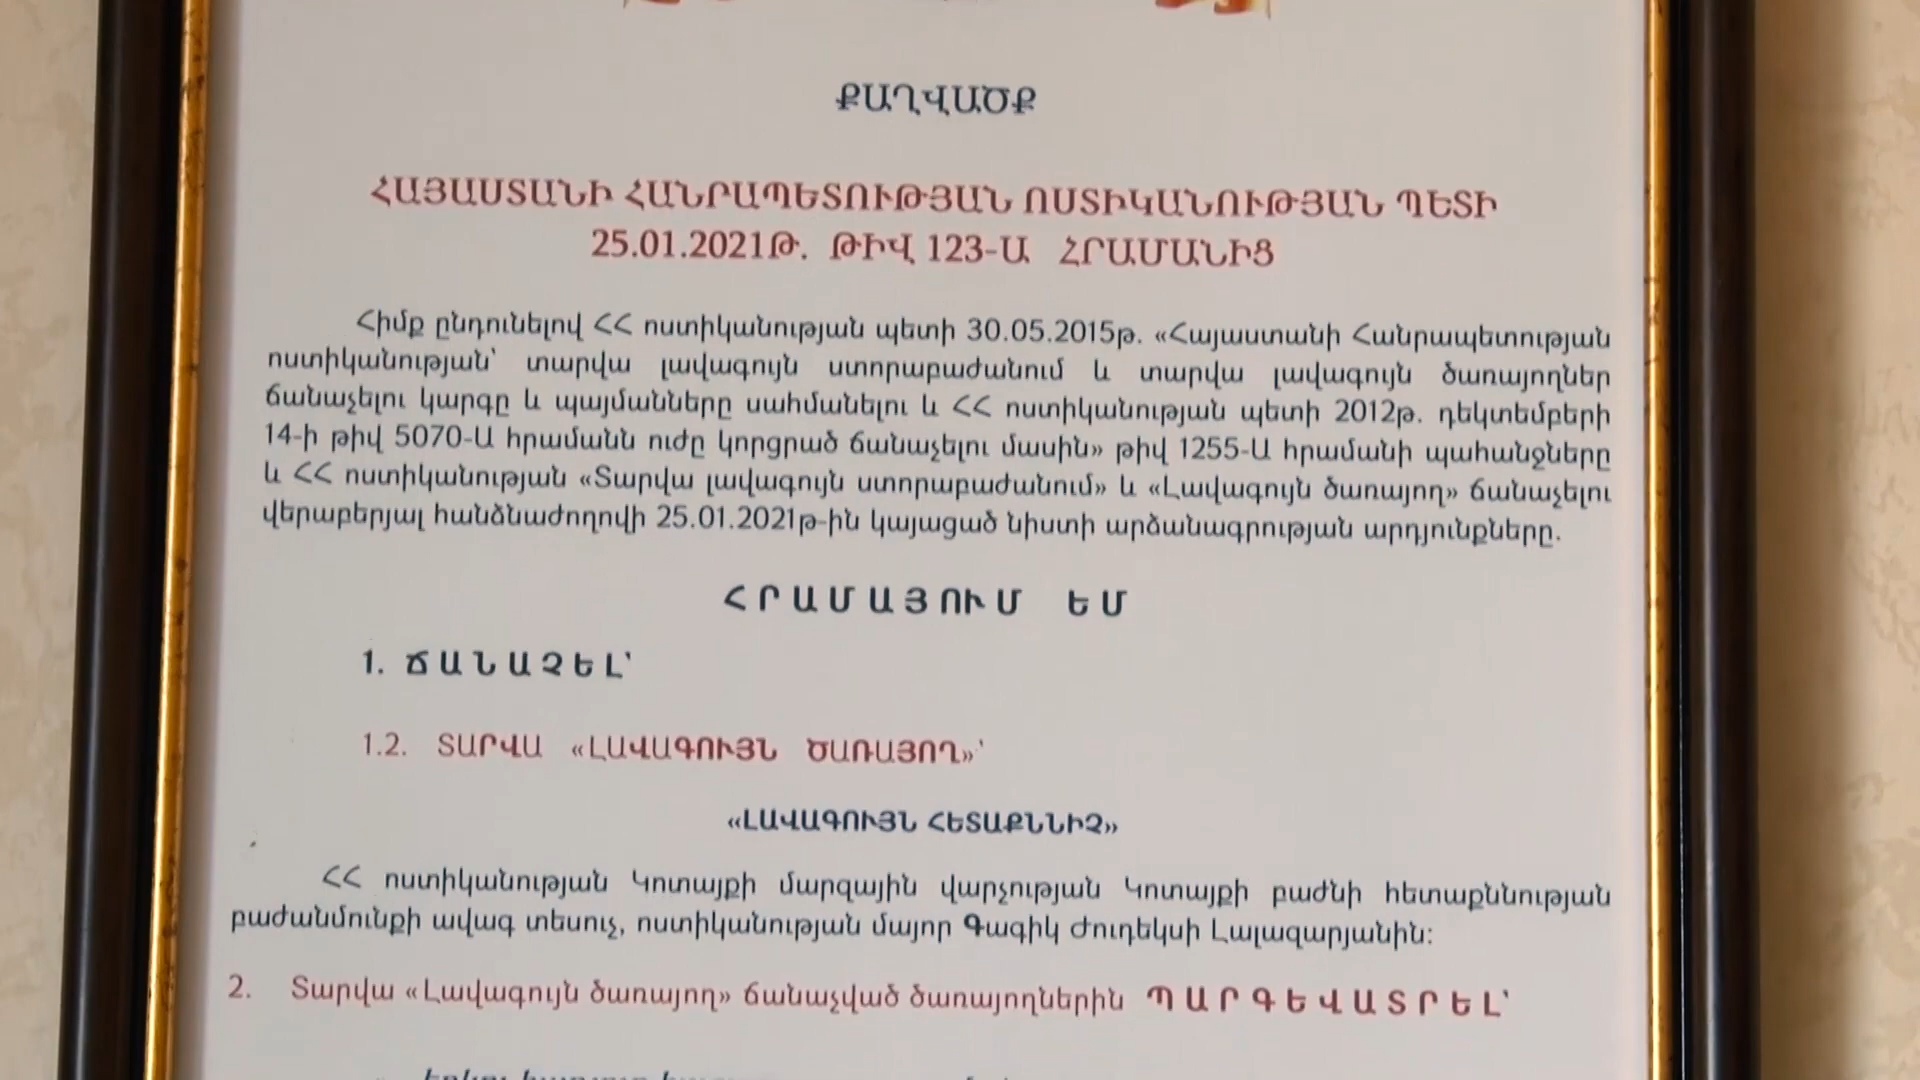 ՔԱՂՎԱԾՔ
ՀԱՅԱՍՏԱՆԻ ՀԱՆՐԱՊԵՏՈՒԹՅԱՆ ՈՍՏԻԿԱՆՈՒԹՅԱՆ ՊԵՏԻ
25.01.2021Թ. ԹԻՎ 123-Ա ՀՐԱՄԱՆԻՑ
Հիմք ընդունելով ՀՀ ոստիկանության պետի 30.05.2015թ. «Հայաստանի Հանրապետության
ոստիկանության՝ տարվա լավագույն ստորաբաժանում և տարվա լավագույն ծառայողներ
ճանաչելու կարգը և պայմանները սահմանելու և ՀՀ ոստիկանության պետի 2012թ. դեկտեմբերի
14-ի թիվ 5070-Ա հրամանն ուժը կորցրած ճանաչելու մասին» թիվ 1255-Ա հրամանի պահանջները
և ՀՀ ոստիկանության «Տարվա լավագույն ստորաբաժանում» և «Լավագույն ծառայող» ճանաչելու
վերաբերյալ հանձնաժողովի 25.01.2021թ-ին կայացած նիստի արձանագրության արդյունքները.
ՀՐԱՄԱՅՈՒՄ ԵՄ
1. ՃԱՆԱՉԵԼ՝
1.2. ՏԱՐՎԱ «ԼԱՎԱԳՈՒՅՆ ԾԱՌԱՅՈՂ»՝
«ԼԱՎԱԳՈՒՅՆ ՀԵՏԱՔՆՆԻՉ»
ՀՀ ոստիկանության Կոտայքի մարզային վարչության Կոտայքի բաժնի հետաքննության
բաժանմունքի ավագ տեսուչ, ոստիկանության մայոր Գագիկ Ժուդեկսի Լալազարյանին:
2. Տարվա «Լավագույն ծառայող» ճանաչված ծառայողներին ՊԱՐԳԵՎԱՏՐԵԼ՝